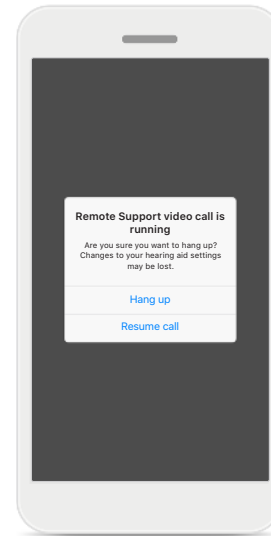 Remote Support video call is
running
Are you sure you want to hang up?
Changes to your hearing aid settings
may be lost.
Hang up
Resume call